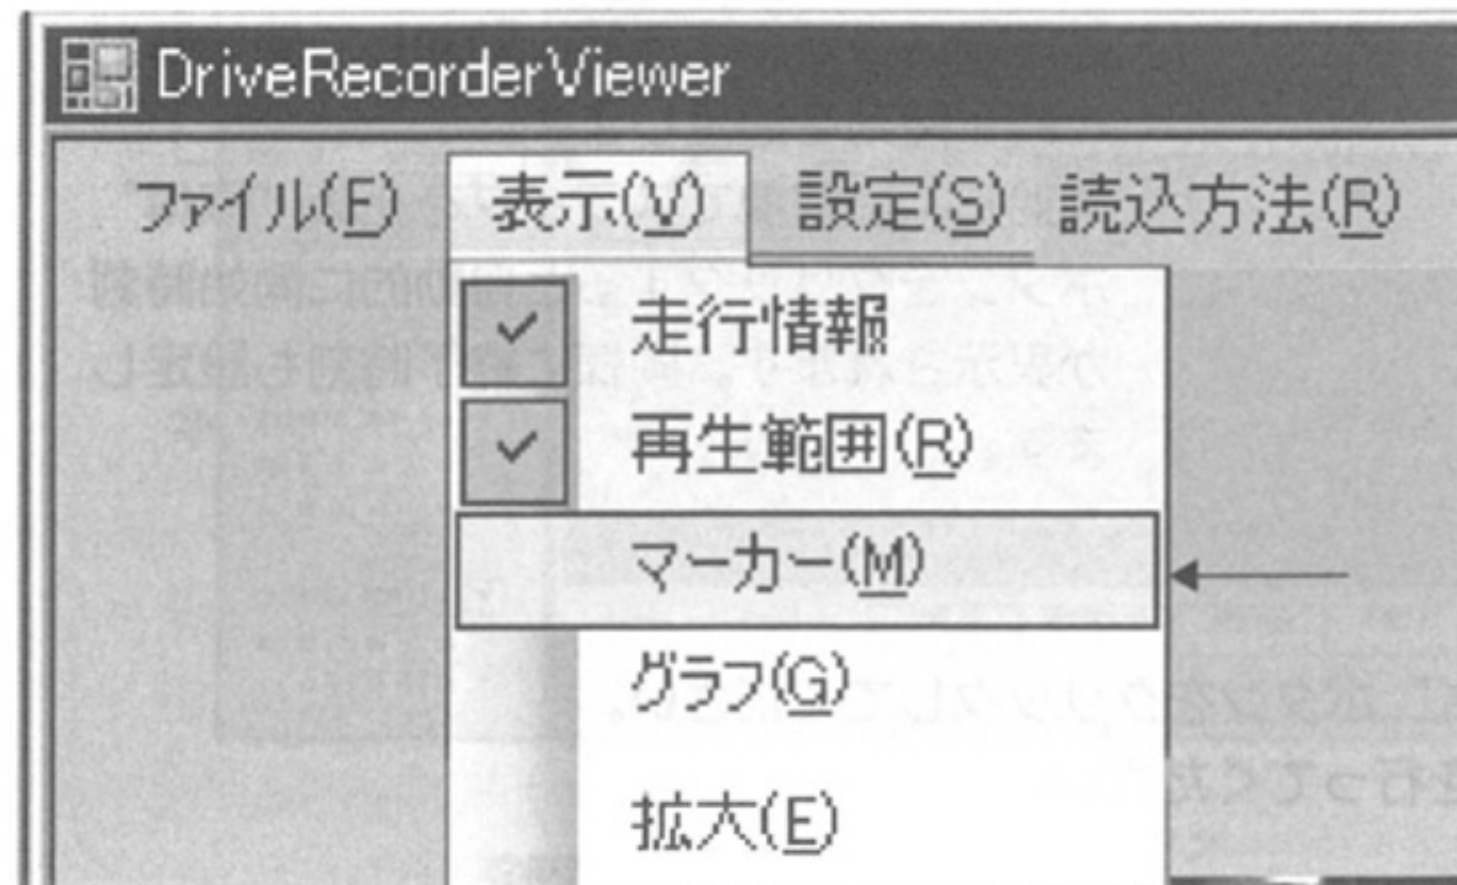 DriveRecorderViewer
ファイル(F) 表示(V) 設定(S) 読込方法(R)
走行情報
再生範囲(R)
マーカー(M)
グラフ(G)
拡大(E)